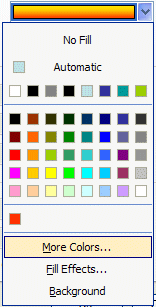 No Fill
Automatic
More Colors...
Fill Effects...
Background